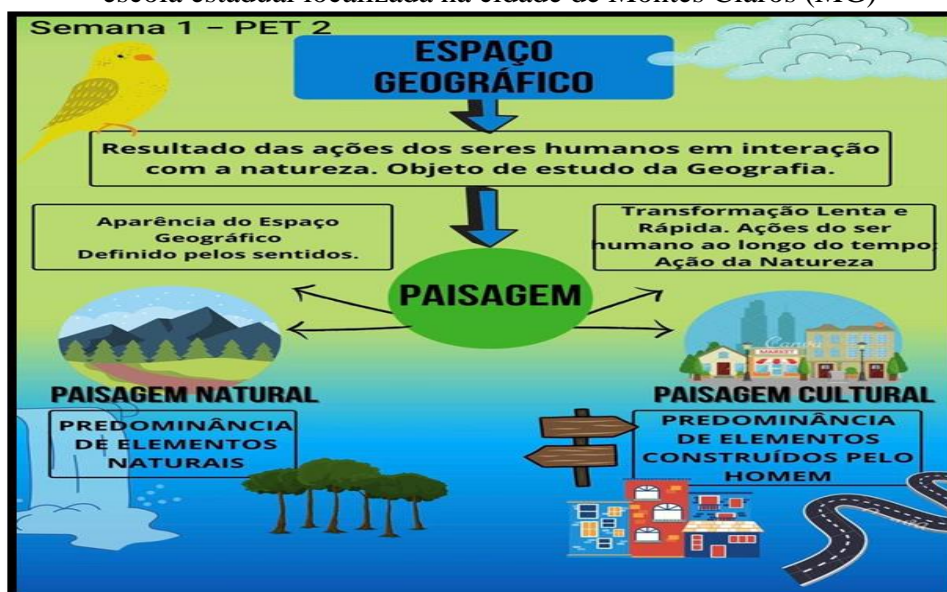 escola estadual localizada na cidade de Montes Claros (MG)
Semana 1 – PET 2
ESPAÇO
GEOGRÁFICO
Resultado das ações dos seres humanos em interação
com a natureza. Objeto de estudo da Geografia.
Aparência do Espaço
Geográfico
Definido pelos sentidos.
Transformação Lenta e
Rápida. Ações do ser
humano ao longo do tempo.
Ação da Natureza
PAISAGEM
MARKET
Canva
PAISAGEM NATURAL
PAISAGEM CULTURAL
PREDOMINÂNCIA
DE ELEMENTOS
NATURAIS
PREDOMINÂNCIA
DE ELEMENTOS
CONSTRUÍDOS PELO
HOMEM